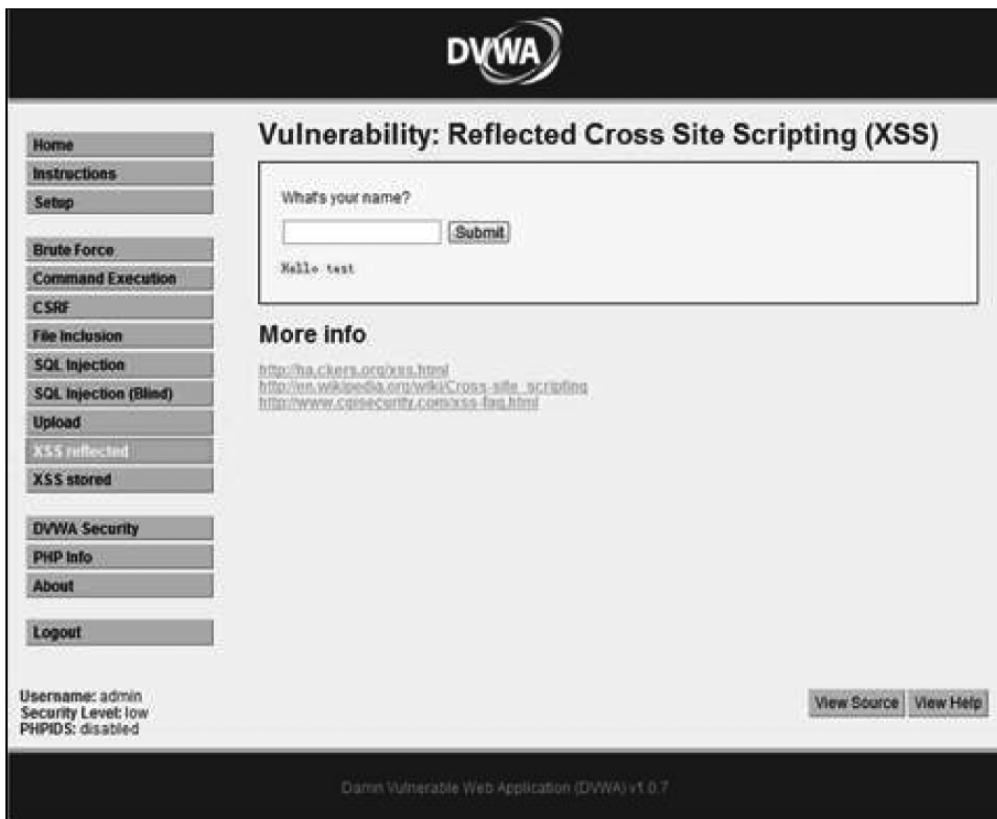 DVWA
Home
Instructions
Setup
Brute Force
Command Execution
CSRF
File Inclusion
SQL Injection
SQL Injection (Blind)
Upload
XSS reflected
XSS stored
DVWA Security
PHP Info
About
Logout
Vulnerability: Reflected Cross Site Scripting (XSS)
What's your name?
Submit
Hello test
More info
http://ha.ckers.org/xss.html
http://en.wikipedia.org/wiki/Cross-site_scripting
http://www.cgisecurity.com/xss-faq.html
Username: admin
Security Level: low
PHPIDS: disabled
View Source View Help
Damn Vulnerable Web Application (DVWA) v1.0.7